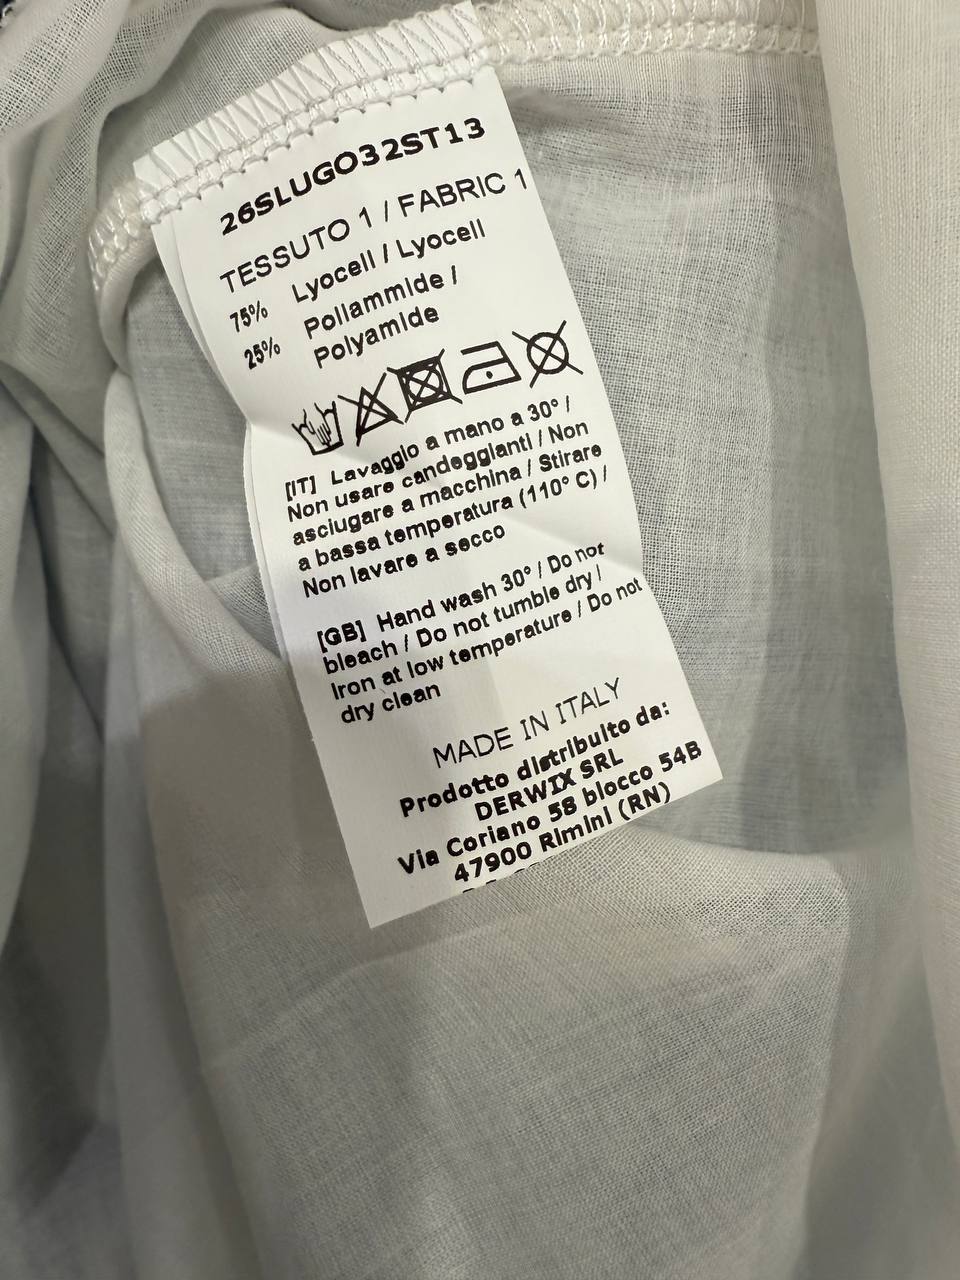 26SLUGO32ST13
TESSUTO 1 / FABRIC 1
75% Lyocell / Lyocell
25% Poliammide /
Polyamide
[IT] Lavaggio a mano a 30° /
Non usare candeggianti / Non
asciugare a macchina / Stirare
a bassa temperatura (110° C) /
Non lavare a secco
[GB] Hand wash 30° / Do not
bleach / Do not tumble dry /
Iron at low temperature / Do not
dry clean
MADE IN ITALY
Prodotto distribuito da:
DERWIX SRL
Via Coriano 58 blocco 54B
47900 Rimini (RN)